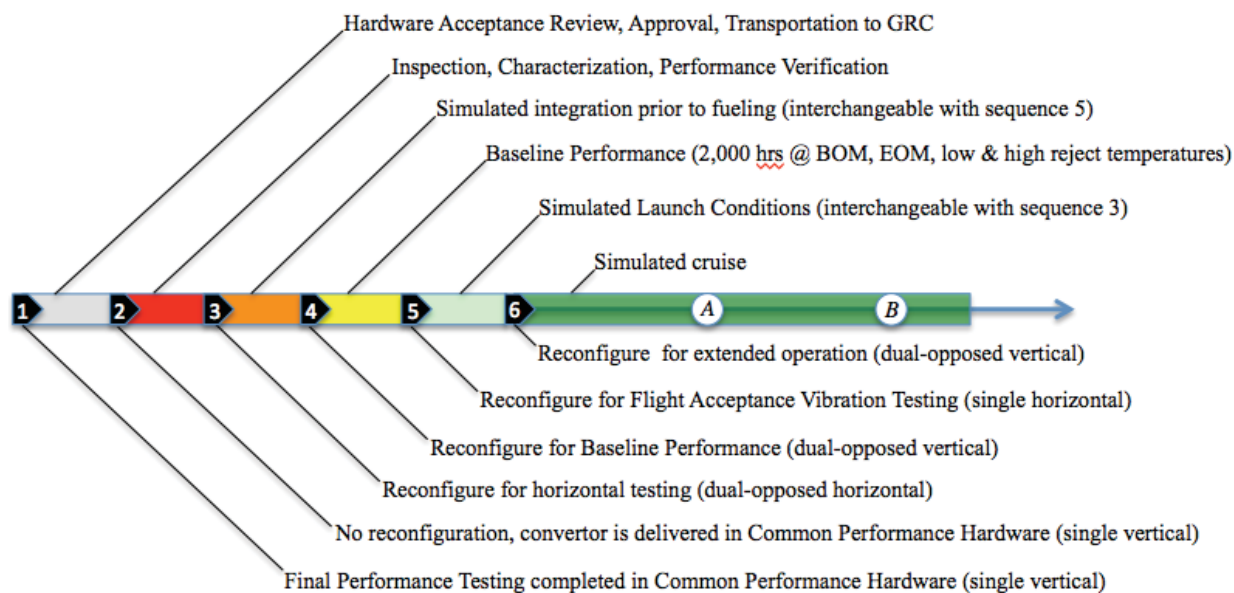 Hardware Acceptance Review, Approval, Transportation to GRC
Inspection, Characterization, Performance Verification
Simulated integration prior to fueling (interchangeable with sequence 5)
Baseline Performance (2,000 hrs @ BOM, EOM, low & high reject temperatures)
Simulated Launch Conditions (interchangeable with sequence 3)
Simulated cruise
1 2 3 4 5 6 A B
Reconfigure for extended operation (dual-opposed vertical)
Reconfigure for Flight Acceptance Vibration Testing (single horizontal)
Reconfigure for Baseline Performance (dual-opposed vertical)
Reconfigure for horizontal testing (dual-opposed horizontal)
No reconfiguration, convertor is delivered in Common Performance Hardware (single vertical)
Final Performance Testing completed in Common Performance Hardware (single vertical)